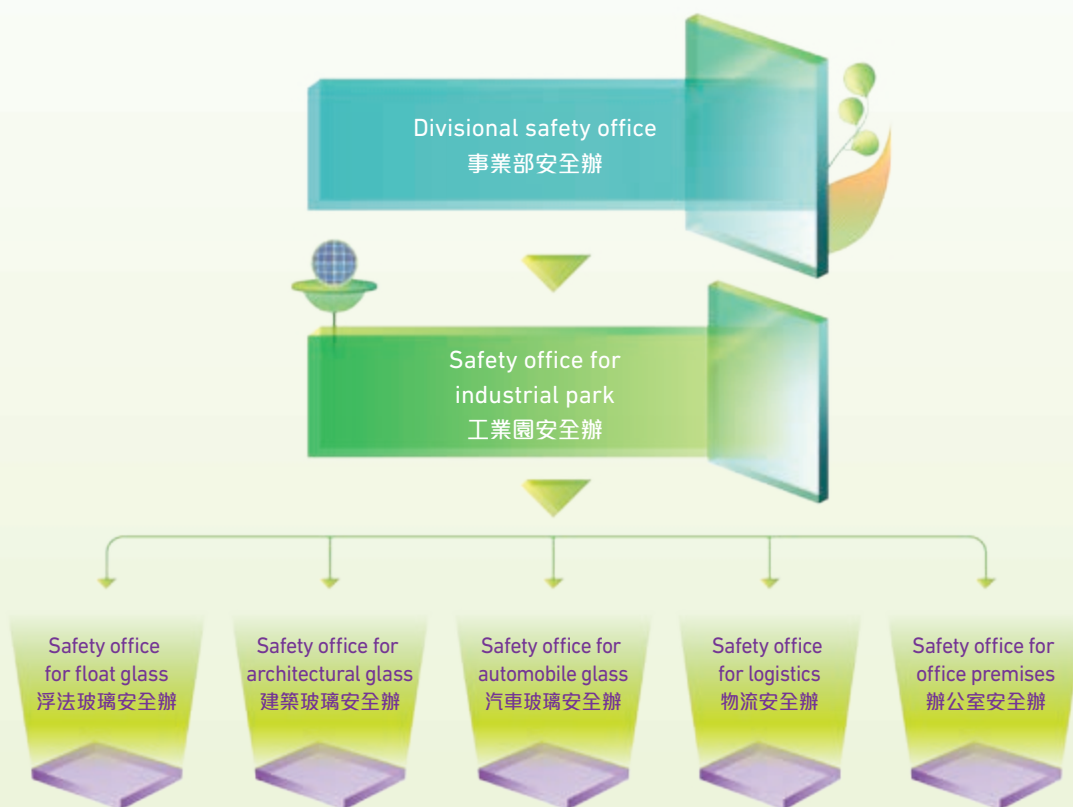 Divisional safety office
事業部安全辦
Safety office for
industrial park
工業園安全辦
Safety office
for float glass
浮法玻璃安全辦
Safety office for
architectural glass
建築玻璃安全辦
Safety office for
automobile glass
汽車玻璃安全辦
Safety office
for logistics
物流安全辦
Safety office for
office premises
辦公室安全辦